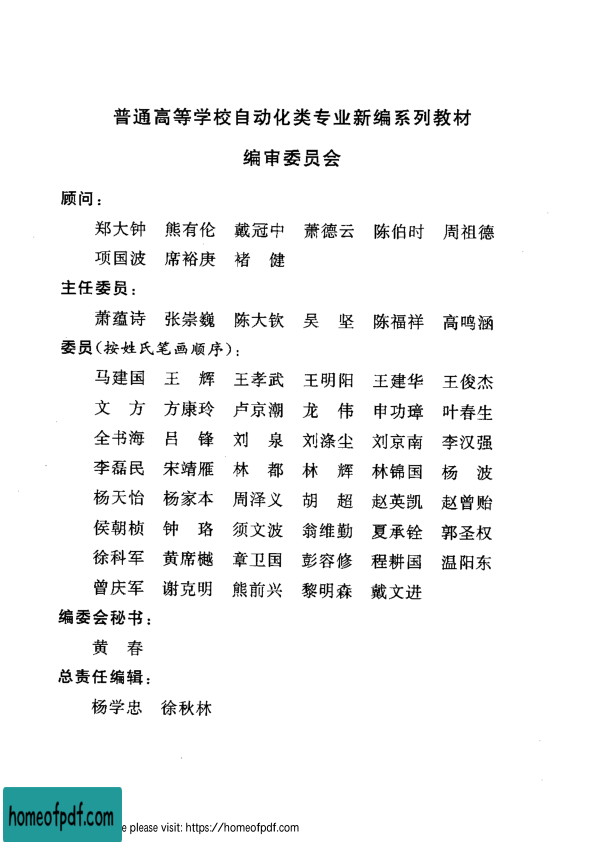 普通高等学校自动化类专业新编系列教材
编审委员会
顾问：
郑大钟 熊有伦 戴冠中 萧德云 陈伯时 周祖德
项国波 席裕庚 褚 健
主任委员：
萧蕴诗 张崇巍 陈大钦 吴 坚 陈福祥 高鸣涵
委员（按姓氏笔画顺序）：
马建国 王 辉 王孝武 王明阳 王建华 王俊杰
文 方 方康玲 卢京潮 龙 伟 申功璋 叶春生
全书海 吕 锋 刘 泉 刘涤尘 刘京南 李汉强
李磊民 宋靖雁 林 都 林 辉 林锦国 杨 波
杨天怡 杨家本 周泽义 胡 超 赵英凯 赵曾贻
侯朝桢 钟 珞 须文波 翁维勤 夏承铨 郭圣权
徐科军 黄席樾 章卫国 彭容修 程耕国 温阳东
曾庆军 谢克明 熊前兴 黎明森 戴文进
编委会秘书：
黄 春
总责任编辑：
杨学忠 徐秋林
homeofpdf.com
e please visit: https://homeofpdf.com